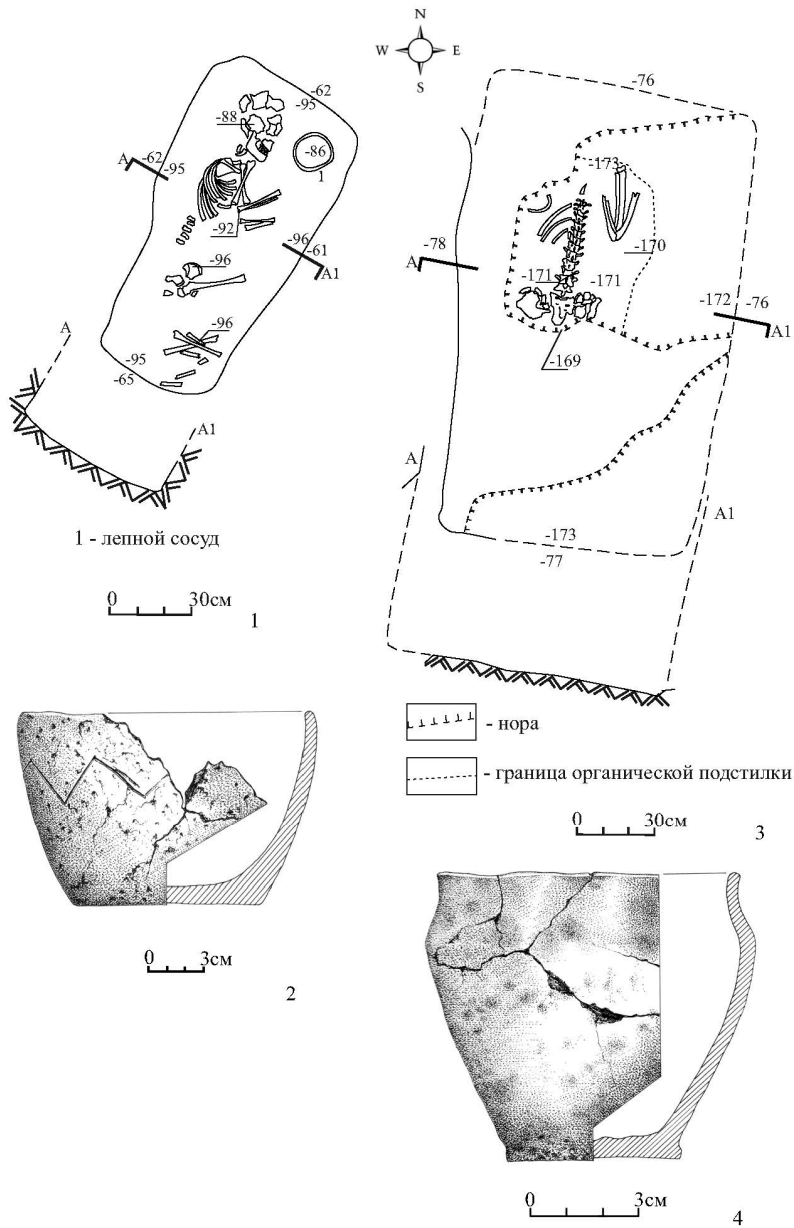 N
W E
S
-62
-95
-88
-86
1
A
-62
-95
-92
-96
-61
A1
-96
-96
-95
-65
A
A1
1 - лепной сосуд
0 30см
1
-76
-173
-78
A
-170
-171
-171
-172
-76
A1
-169
A
A1
-173
-77
- нора
- граница органической подстилки
0 30см
3
0 3см
2
0 3см
4